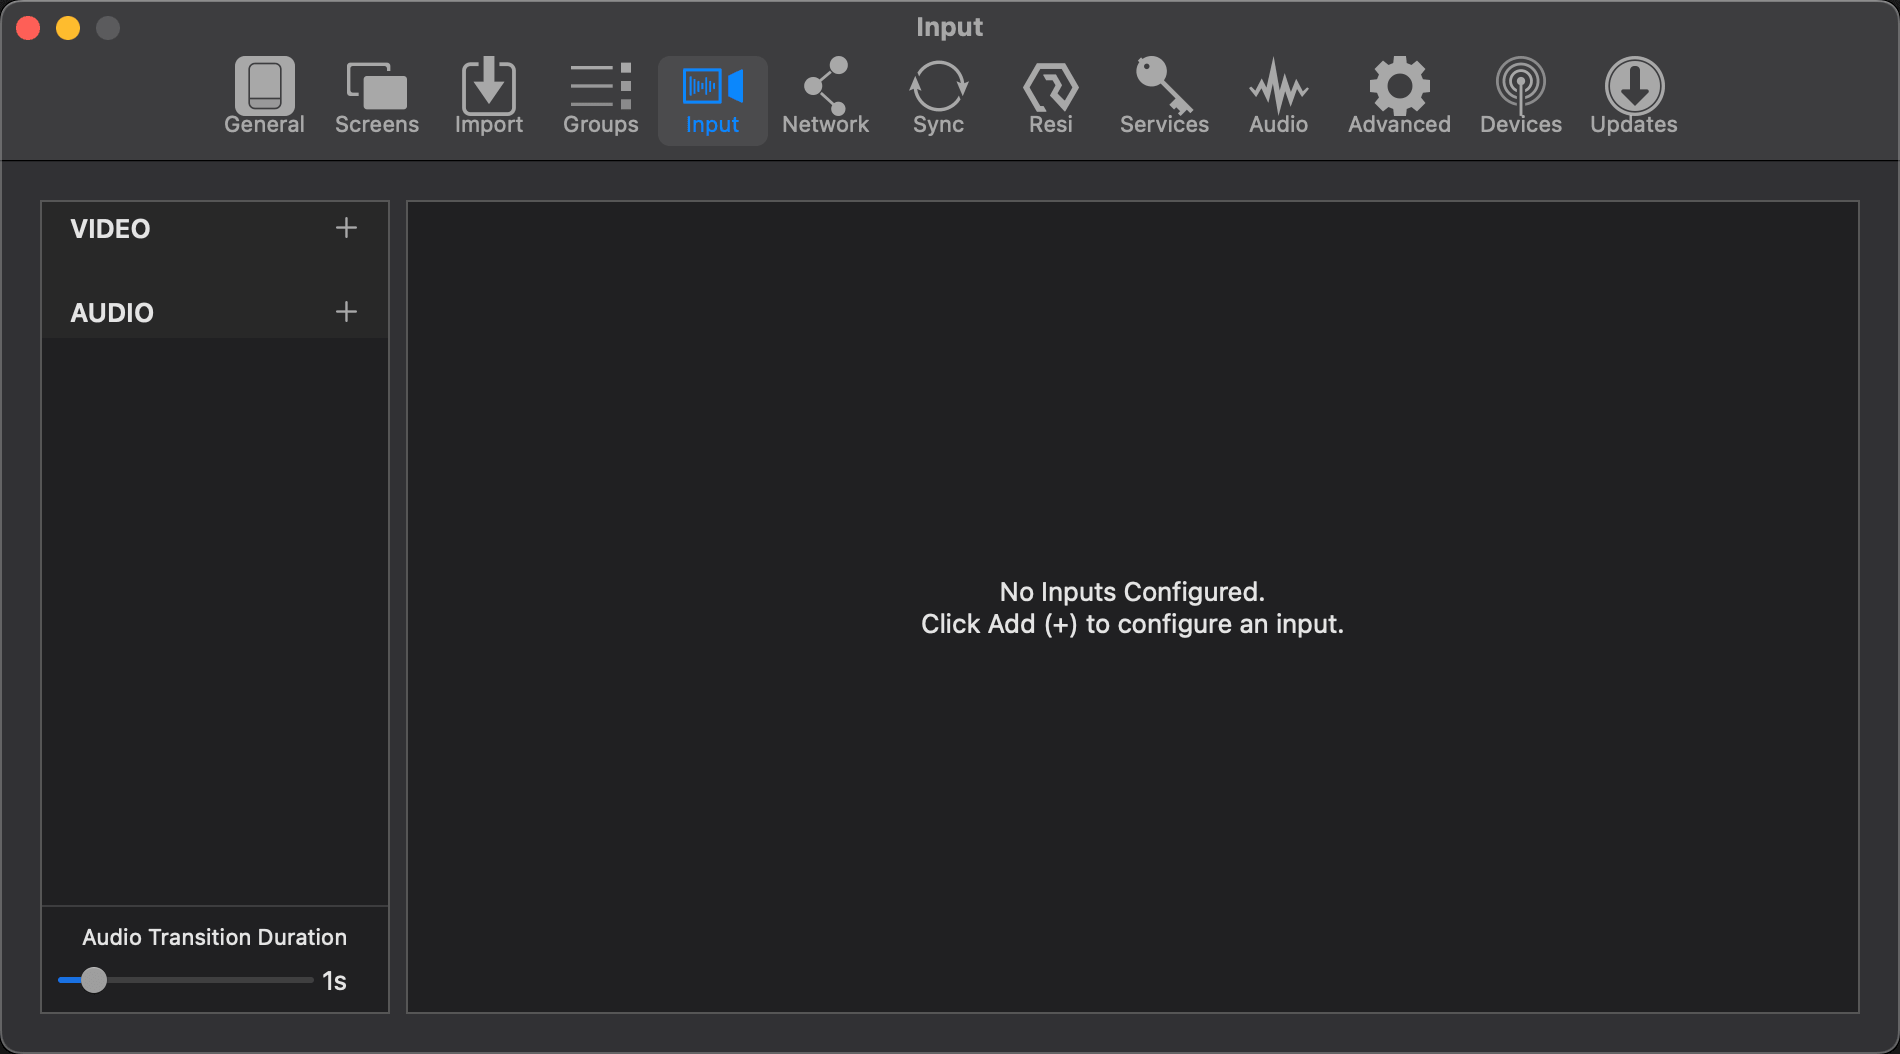 Input
General
Screens
Import
Groups
Input
Network
Sync
Resi
Services
Audio
Advanced
Devices
Updates
VIDEO
AUDIO
No Inputs Configured.
Click Add (+) to configure an input.
Audio Transition Duration
1s